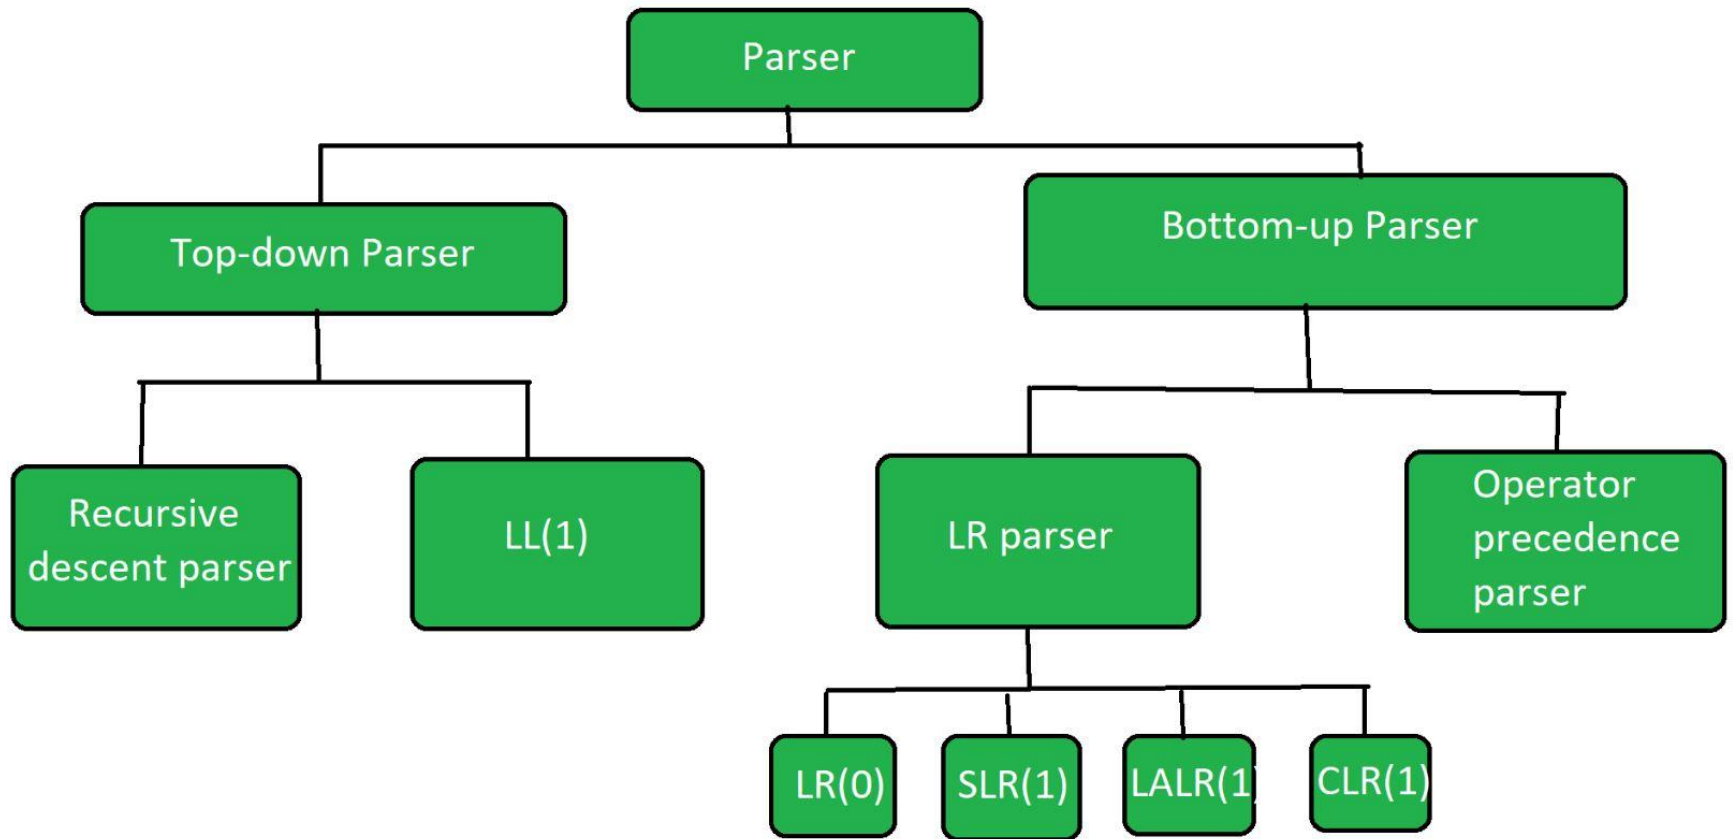 Parser
Top-down Parser
Bottom-up Parser
Recursive
descent parser
LL(1)
LR parser
Operator
precedence
parser
LR(0)
SLR(1)
LALR(1)
CLR(1)